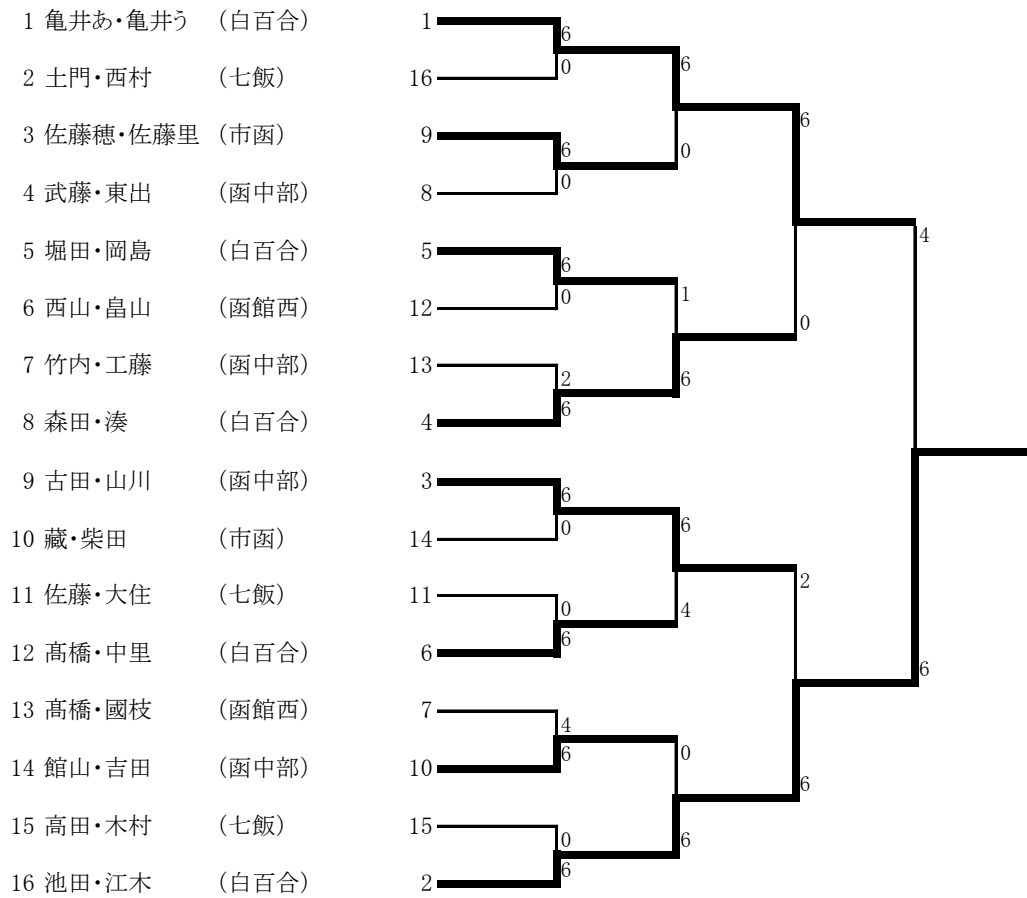 1 亀井あ・亀井う (白百合) 1
6
0
6
2 土門・西村 (七飯) 16
3 佐藤穂・佐藤里 (市函) 9
6
0
0
6
4 武藤・東出 (函中部) 8
5 堀田・岡島 (白百合) 5
6
0
1
4
6 西山・畠山 (函館西) 12
0
7 竹内・工藤 (函中部) 13
2
6
6
8 森田・湊 (白百合) 4
9 古田・山川 (函中部) 3
6
0
6
10 藏・柴田 (市函) 14
2
11 佐藤・大住 (七飯) 11
0
6
4
12 髙橋・中里 (白百合) 6
6
13 髙橋・國枝 (函館西) 7
4
6
0
14 館山・吉田 (函中部) 10
6
15 高田・木村 (七飯) 15
0
6
6
16 池田・江木 (白百合) 2